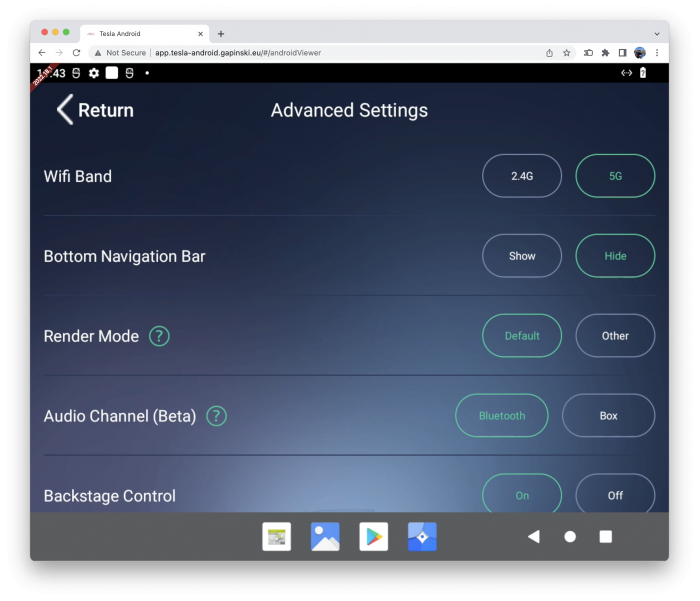 Tesla Android
Not Secure | app.tesla-android.gapinski.eu/#/androidViewer
:43
Return
Advanced Settings
Wifi Band
2.4G
5G
Bottom Navigation Bar
Show
Hide
Render Mode ?
Default
Other
Audio Channel (Beta) ?
Bluetooth
Box
Backstage Control
On
Off